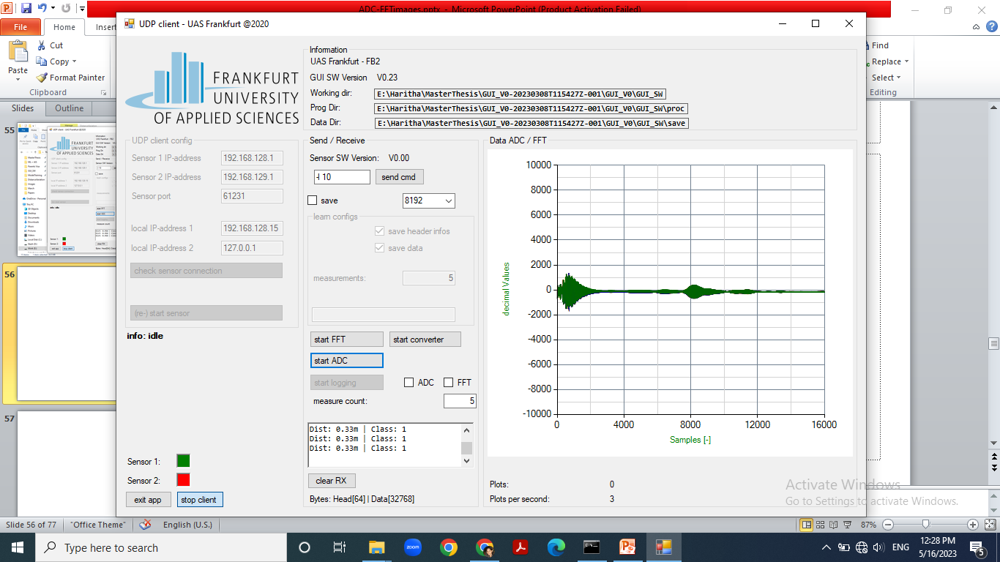 ADC-FFTimages.pptx - Microsoft PowerPoint (Product Activation Failed)
UDP client - UAS Frankfurt @2020
File
Home
Insert
Cut
Copy
Format Painter
Paste
Clipboard
Find
Replace
Select
Editing
Slides
Outline
55
56
57
FRANKFURT
UNIVERSITY
OF APPLIED SCIENCES
Information
UAS Frankfurt - FB2
GUI SW Version V0.23
Working dir: E:\Haritha\MasterThesis\GUI_V0-20230308T115427Z-001\GUI_V0\GUI_SW
Prog Dir: E:\Haritha\MasterThesis\GUI_V0-20230308T115427Z-001\GUI_V0\GUI_SW\proc
Data Dir: E:\Haritha\MasterThesis\GUI_V0-20230308T115427Z-001\GUI_V0\GUI_SW\save
UDP client config
Sensor 1 IP-address 192.168.128.1
Sensor 2 IP-address 192.168.129.1
Sensor port 61231
local IP-address 1 192.168.128.15
local IP-address 2 127.0.0.1
check sensor connection
(re-) start sensor
info: idle
Sensor 1:
Sensor 2:
exit app
stop client
Send / Receive
Sensor SW Version: V0.00
-l 10
send cmd
save
8192
learn configs
save header infos
save data
measurements: 5
start FFT
start converter
start ADC
start logging
ADC
FFT
measure count: 5
Dist: 0.33m | Class: 1
Dist: 0.33m | Class: 1
Dist: 0.33m | Class: 1
clear RX
Bytes: Head[64] | Data[32768]
Data ADC / FFT
decimal Values
10000
8000
6000
4000
2000
0
-2000
-4000
-6000
-8000
-10000
0 4000 8000 12000 16000
Samples [-]
Plots: 0
Plots per second: 3
Activate Windows
Go to Settings to activate Windows.
Slide 56 of 77
"Office Theme"
English (U.S.)
87%
Type here to search
zoom
ENG
12:28 PM
5/16/2023
5